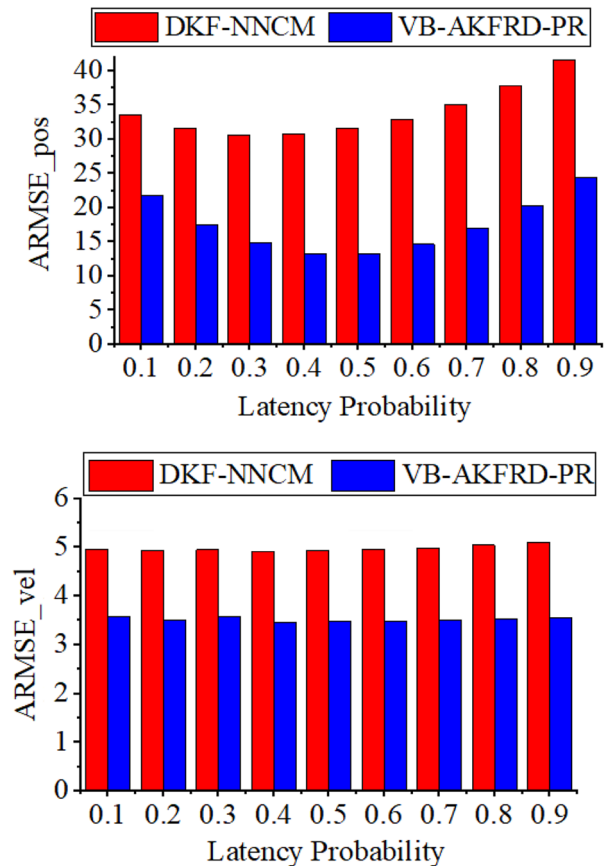 DKF-NNCM VB-AKFRD-PR
40
35
30
25
20
15
10
5
0
ARMSE_pos
0.1 0.2 0.3 0.4 0.5 0.6 0.7 0.8 0.9
Latency Probability
DKF-NNCM VB-AKFRD-PR
6
5
4
3
2
1
0
ARMSE_vel
0.1 0.2 0.3 0.4 0.5 0.6 0.7 0.8 0.9
Latency Probability